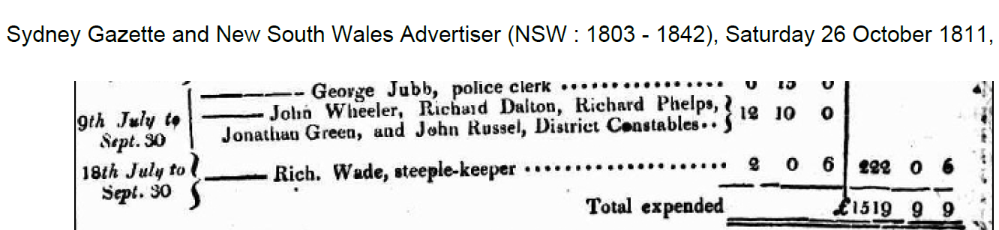 Sydney Gazette and New South Wales Advertiser (NSW : 1803 - 1842), Saturday 26 October 1811,
———— George Jubb, police clerk .................. 0 15 0
9th July to Sept. 30 ——— John Wheeler, Richard Dalton, Richard Phelps, } 12 10 0
Jonathan Green, and John Russel, District Constables.. }
18th July to Sept. 30 } ——— Rich. Wade, steeple-keeper .................... 2 0 6 222 0 6
Total expended £1519 9 9